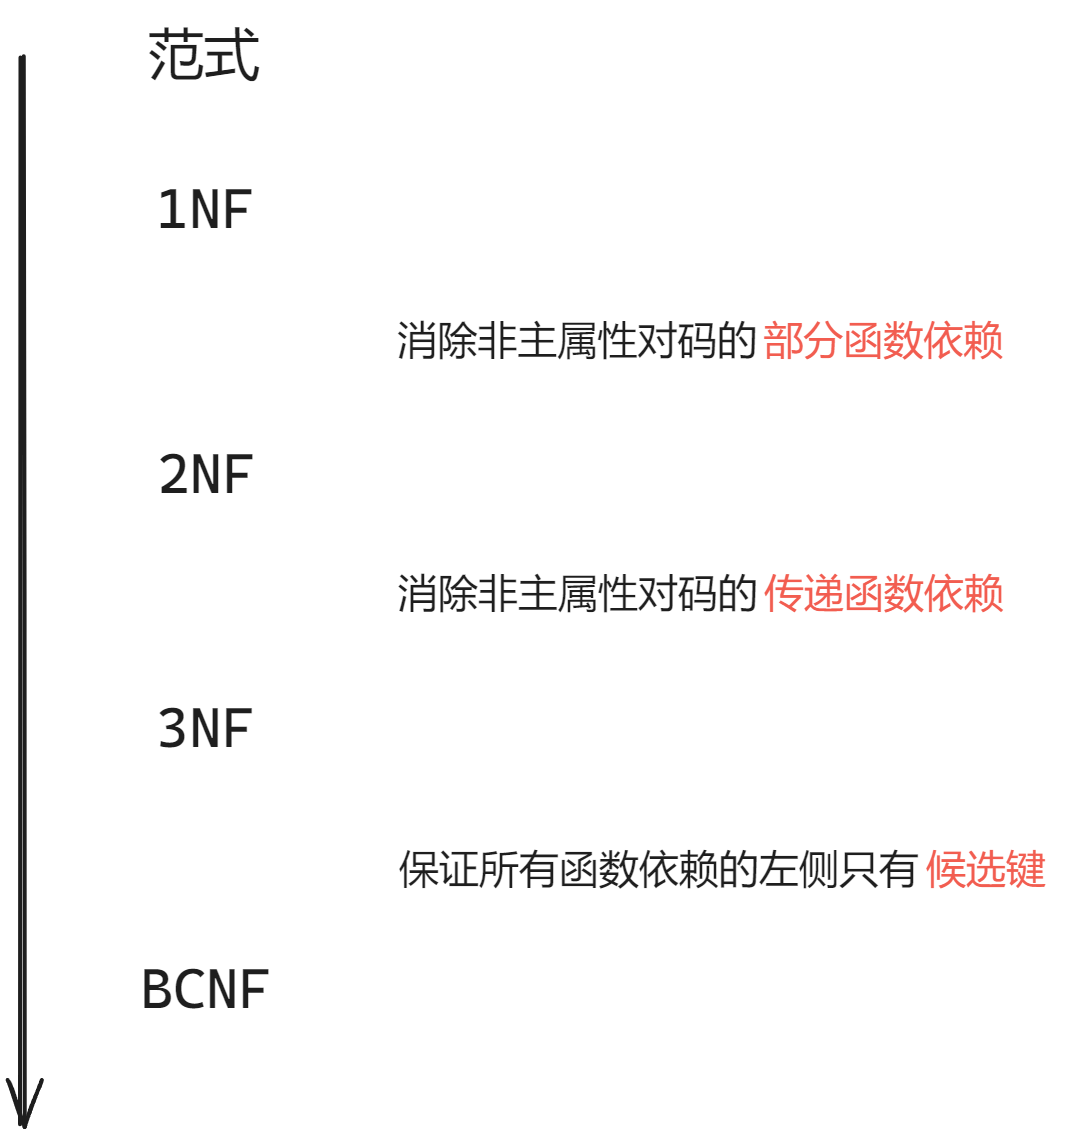 范式
1NF
消除非主属性对码的 部分函数依赖
2NF
消除非主属性对码的 传递函数依赖
3NF
保证所有函数依赖的左侧只有 候选键
BCNF